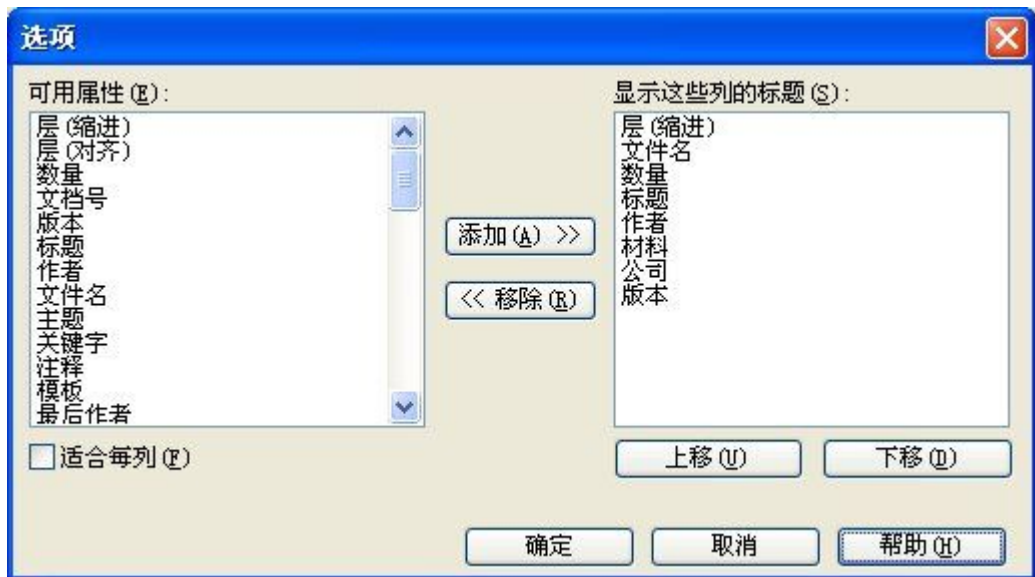 选项
可用属性(E):
层(缩进)
层(对齐)
数量
文档号
版本
标题
作者
文件名
主题
关键字
注释
模板
最后作者
适合每列(F)
添加(A) >>
<< 移除(R)
显示这些列的标题(S):
层(缩进)
文件名
数量
标题
作者
材料
公司
版本
上移(U)
下移(D)
确定
取消
帮助(H)